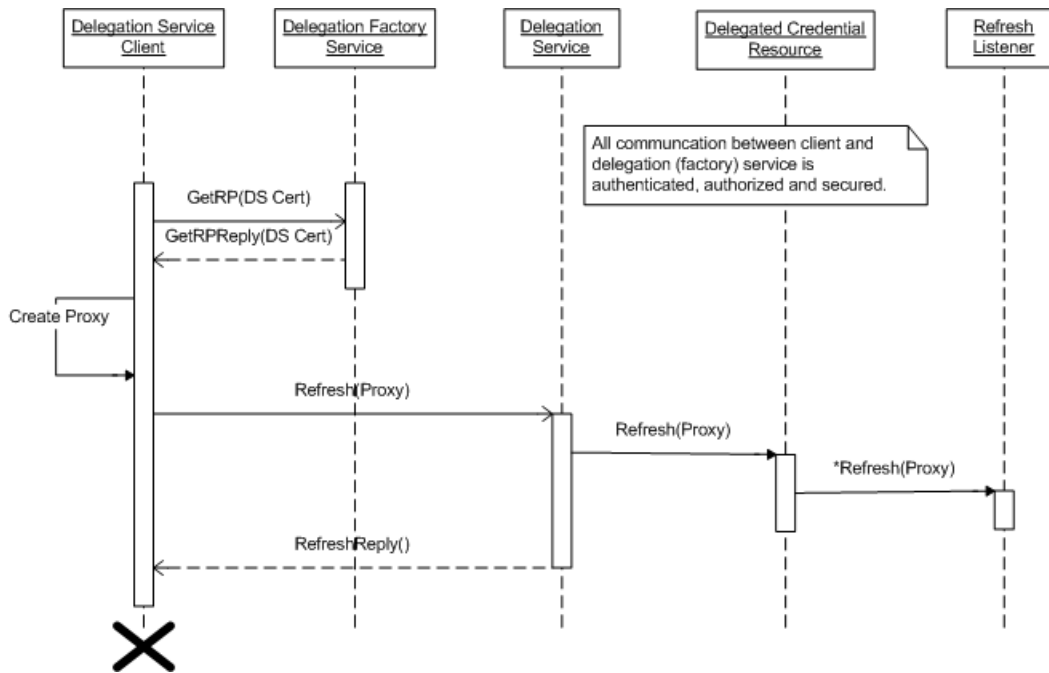 Delegation Service
Client
Delegation Factory
Service
Delegation
Service
Delegated Credential
Resource
Refresh
Listener
All communcation between client and
delegation (factory) service is
authenticated, authorized and secured.
GetRP(DS Cert)
GetRPReply(DS Cert)
Create Proxy
Refresh(Proxy)
Refresh(Proxy)
*Refresh(Proxy)
RefreshReply()